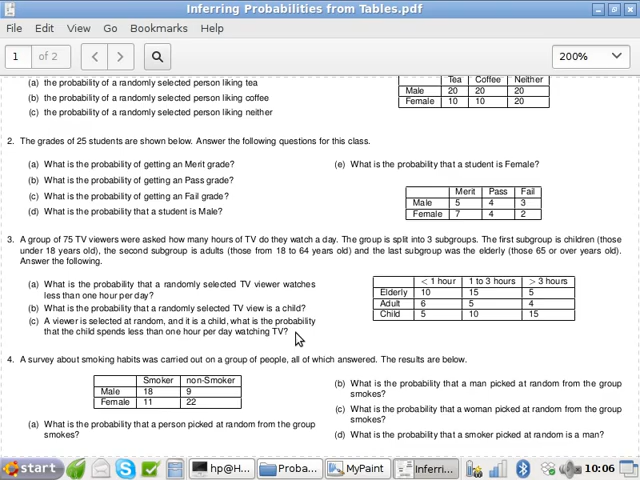 Inferring Probabilities from Tables.pdf
File Edit View Go Bookmarks Help
1 of 2 200%
(a) the probability of a randomly selected person liking tea
(b) the probability of a randomly selected person liking coffee
(c) the probability of a randomly selected person liking neither
Tea Coffee Neither
Male 20 20 20
Female 10 10 20
2. The grades of 25 students are shown below. Answer the following questions for this class.
(a) What is the probability of getting an Merit grade?
(b) What is the probability of getting an Pass grade?
(c) What is the probability of getting an Fail grade?
(d) What is the probability that a student is Male?
(e) What is the probability that a student is Female?
Merit Pass Fail
Male 5 4 3
Female 7 4 2
3. A group of 75 TV viewers were asked how many hours of TV do they watch a day. The group is split into 3 subgroups. The first subgroup is children (those
under 18 years old), the second subgroup is adults (those from 18 to 64 years old) and the last subgroup was the elderly (those 65 or over years old).
Answer the following.
(a) What is the probability that a randomly selected TV viewer watches
less than one hour per day?
(b) What is the probability that a randomly selected TV view is a child?
(c) A viewer is selected at random, and it is a child, what is the probability
that the child spends less than one hour per day watching TV?
< 1 hour 1 to 3 hours > 3 hours
Elderly 10 15 5
Adult 6 5 4
Child 5 10 15
4. A survey about smoking habits was carried out on a group of people, all of which answered. The results are below.
Smoker non-Smoker
Male 18 9
Female 11 22
(a) What is the probability that a person picked at random from the group
smokes?
(b) What is the probability that a man picked at random from the group
smokes?
(c) What is the probability that a woman picked at random from the group
smokes?
(d) What is the probability that a smoker picked at random is a man?
start hp@H... Proba... MyPaint Inferri... 10:06